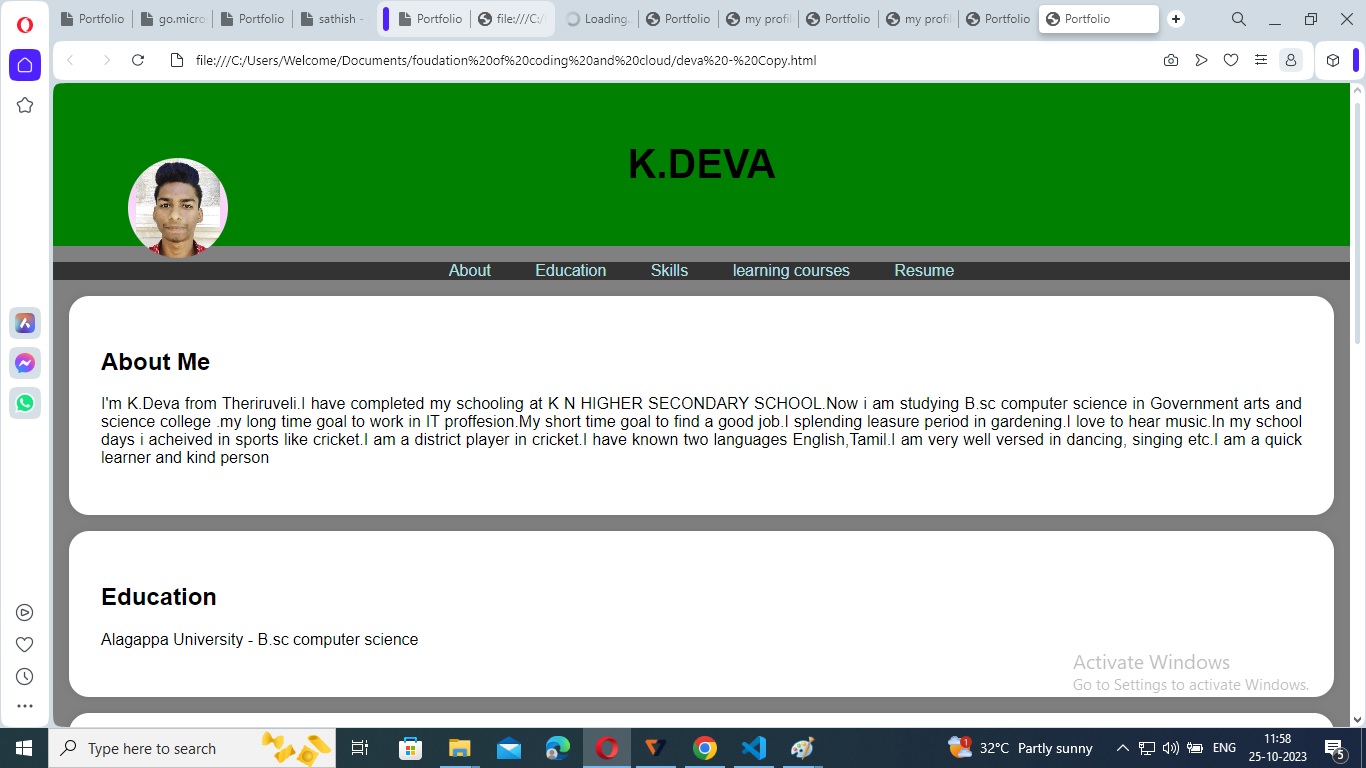 Portfolio
go.micros
Portfolio
sathish -
Portfolio
file:///C:/
Loading.
Portfolio
my profil
Portfolio
my profil
Portfolio
Portfolio
file:///C:/Users/Welcome/Documents/foudation%20of%20coding%20and%20cloud/deva%20-%20Copy.html
K.DEVA
About Education Skills learning courses Resume
About Me
I'm K.Deva from Theriruveli.I have completed my schooling at K N HIGHER SECONDARY SCHOOL.Now i am studying B.sc computer science in Government arts and
science college .my long time goal to work in IT proffesion.My short time goal to find a good job.I splending leasure period in gardening.I love to hear music.In my school
days i acheived in sports like cricket.I am a district player in cricket.I have known two languages English,Tamil.I am very well versed in dancing, singing etc.I am a quick
learner and kind person
Education
Alagappa University - B.sc computer science
Activate Windows
Go to Settings to activate Windows.
Type here to search
1
32°C Partly sunny
ENG
11:58
25-10-2023
5